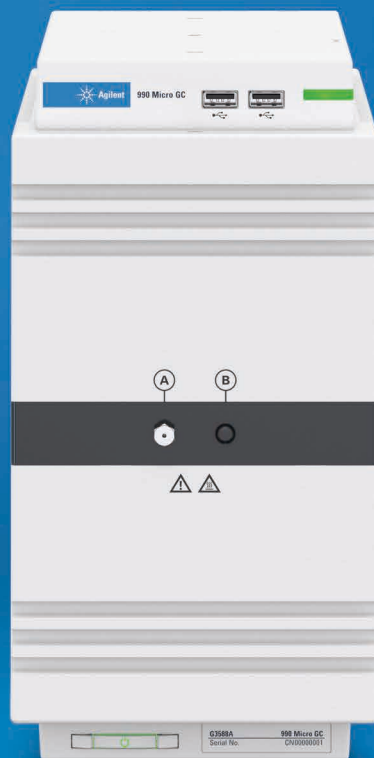 Agilent 990 Micro GC
A B
G3588A 990 Micro GC
Serial No. CN00000001